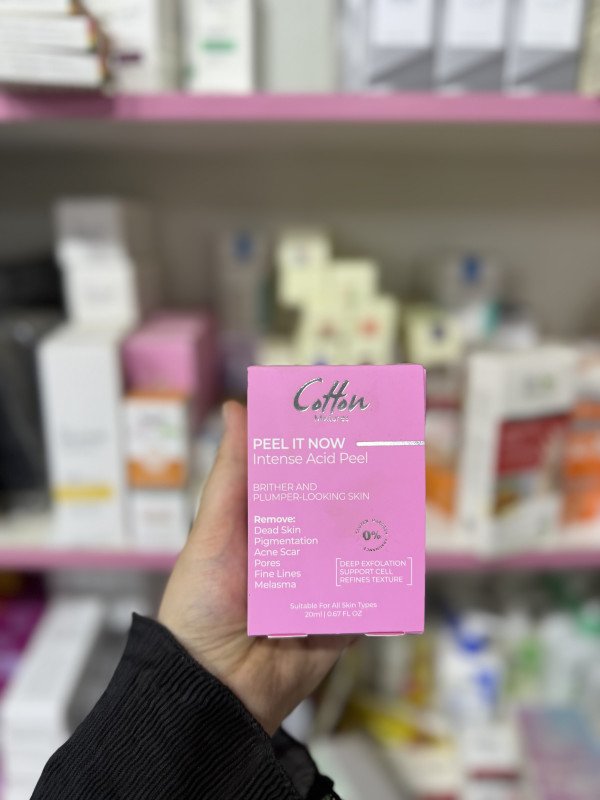 Cotton
PEEL IT NOW
Intense Acid Peel
BRITHER AND
PLUMPER-LOOKING SKIN
Remove:
Dead Skin
Pigmentation
Acne Scar
Pores
Fine Lines
Melasma
0%
DEEP EXFOLATION
SUPPORT CELL
REFINES TEXTURE
Suitable For All Skin Types
20ml | 0.67 FL OZ